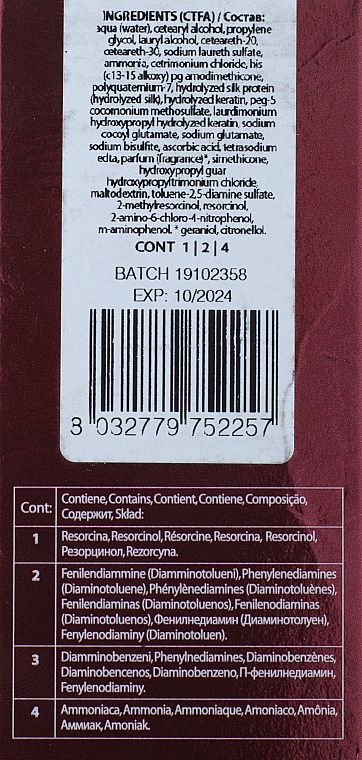 INGREDIENTS (CTFA) / Состав:
aqua (water), cetearyl alcohol, propylene
glycol, lauryl alcohol, ceteareth-20,
ceteareth-30, sodium laureth sulfate,
ammonia, cetrimonium chloride, bis
(c13-15 alkoxy) pg amodimethicone,
polyquaternium-7, hydrolyzed silk protein
(hydrolyzed silk), hydrolyzed keratin, peg-5
cocomonium methosulfate, laurdimonium
hydroxypropyl hydrolyzed keratin, sodium
cocoyl glutamate, sodium glutamate,
sodium bisulfite, ascorbic acid, tetrasodium
edta, parfum (fragrance)*, simethicone,
hydroxypropyl guar
hydroxypropyltrimonium chloride,
maltodextrin, toluene-2,5-diamine sulfate,
2-methylresorcinol, resorcinol,
2-amino-6-chloro-4-nitrophenol,
m-aminophenol. * geraniol, citronellol.
CONT 1 | 2 | 4
BATCH 19102358
EXP: 10/2024
3 032779 752257
Cont: Contiene, Contains, Contient, Contiene, Composição,
Содержит, Skład:
1 Resorcina, Resorcinol, Résorcine, Resorcina, Resorcinol,
Резорцинол, Rezorcyna.
2 Fenilendiammine (Diamminotolueni), Phenylenediamines
(Diaminotoluene), Phénylènediamines (Diaminotoluènes),
Fenilendiaminas (Diaminotoluenos), Fenilenodiaminas
(Diaminotoluenos), Фенилнедиамин (Диаминотолуен),
Fenylenodiaminy (Diaminotoluen).
3 Diamminobenzeni, Phenylnediamines, Diaminobenzènes,
Diaminobencenos, Diaminobenzeno, П-фенилнедиамин,
Fenylenodiaminy.
4 Ammoniaca, Ammonia, Ammoniaque, Amoniaco, Amônia,
Аммиак, Amoniak.